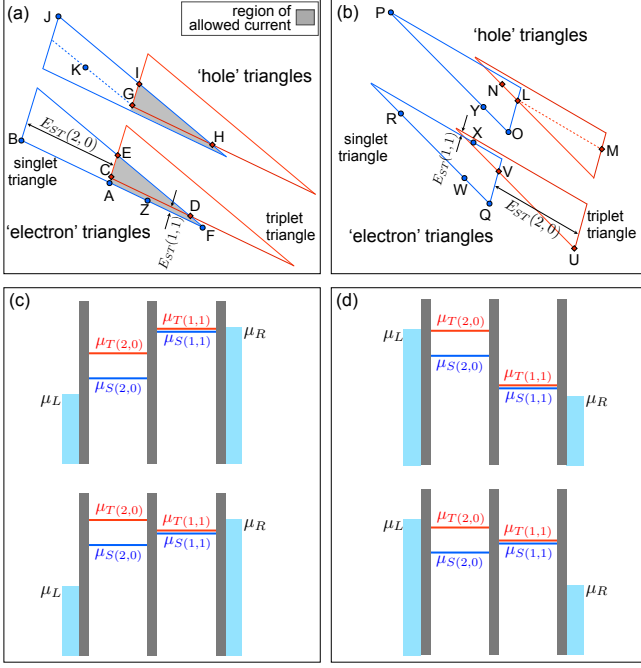 (a)
J
region of
allowed current
K
I
G
'hole' triangles
H
B
E_{ST}(2,0)
singlet
triangle
E
C
A
Z
D
F
E_{ST}(1,1)
triplet
triangle
'electron' triangles
(b)
P
'hole' triangles
N
L
Y
O
M
R
singlet
triangle
X
E_{ST}(1,1)
W
V
Q
E_{ST}(2,0)
triplet
triangle
U
'electron' triangles
(c)
μ_{T(1,1)}
μ_{S(1,1)}
μ_R
μ_{T(2,0)}
μ_{S(2,0)}
μ_L
μ_{T(2,0)}
μ_{T(1,1)}
μ_R
μ_{S(1,1)}
μ_{S(2,0)}
μ_L
(d)
μ_L
μ_{T(2,0)}
μ_{S(2,0)}
μ_{T(1,1)}
μ_{S(1,1)}
μ_R
μ_L
μ_{T(2,0)}
μ_{T(1,1)}
μ_{S(1,1)}
μ_{S(2,0)}
μ_R